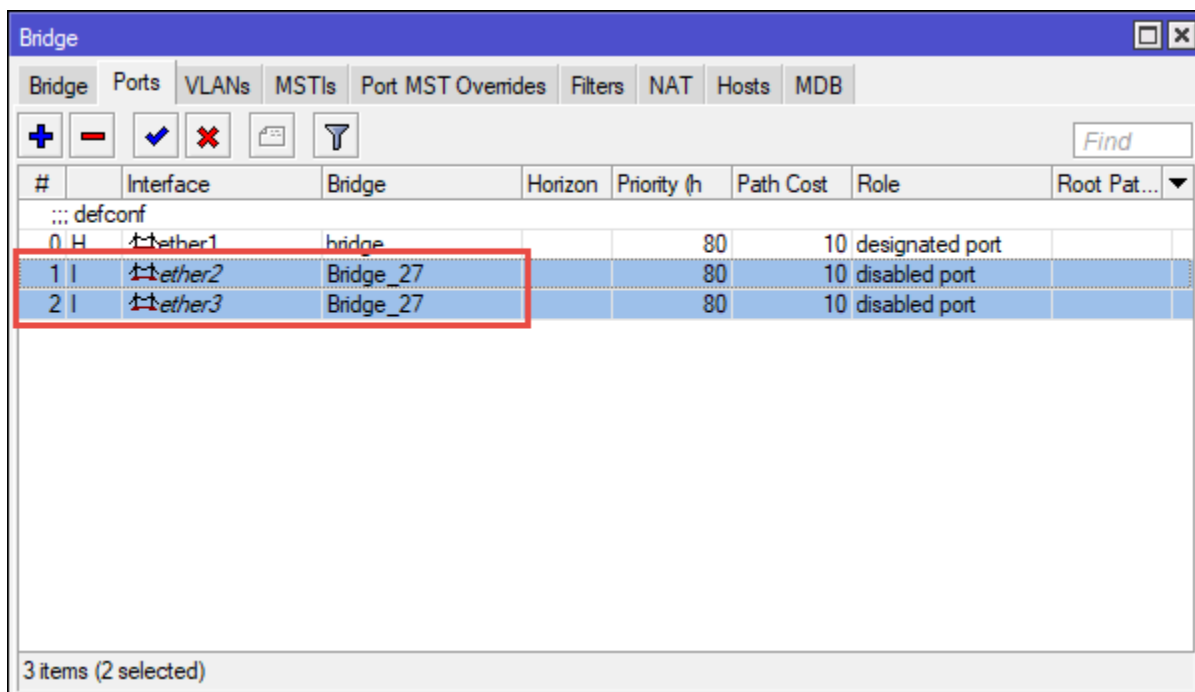 Bridge
Bridge Ports VLANs MSTIs Port MST Overrides Filters NAT Hosts MDB
Find
# Interface Bridge Horizon Priority (h Path Cost Role Root Pat...
;;; defconf
0 H ether1 bridge 80 10 designated port
1 I ether2 Bridge_27 80 10 disabled port
2 I ether3 Bridge_27 80 10 disabled port
3 items (2 selected)